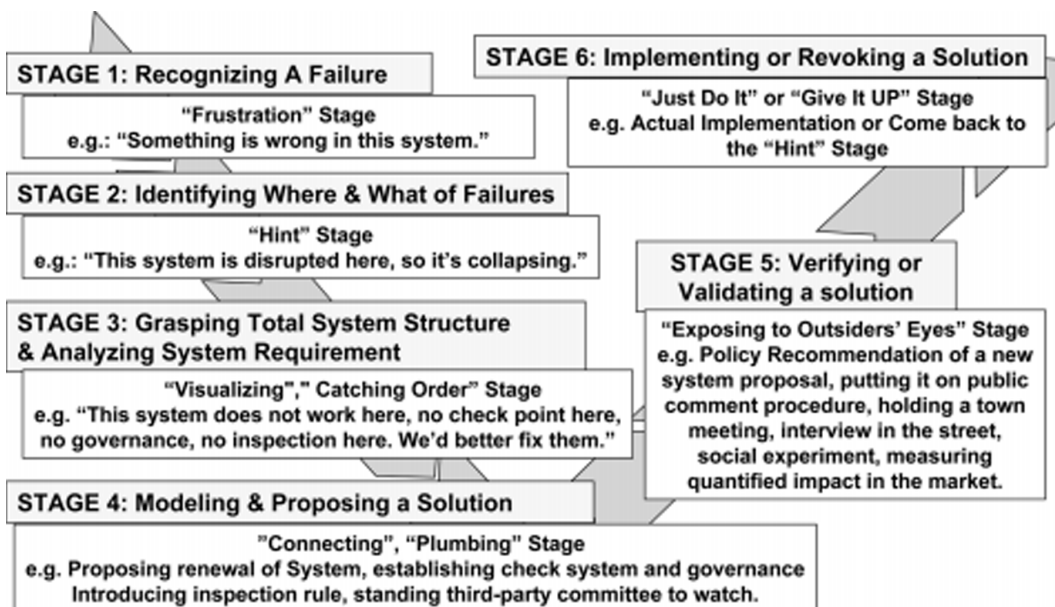 STAGE 1: Recognizing A Failure
“Frustration” Stage
e.g.: “Something is wrong in this system.”
STAGE 2: Identifying Where & What of Failures
“Hint” Stage
e.g.: “This system is disrupted here, so it’s collapsing.”
STAGE 3: Grasping Total System Structure
& Analyzing System Requirement
“Visualizing",” Catching Order” Stage
e.g. “This system does not work here, no check point here,
no governance, no inspection here. We’d better fix them.”
STAGE 4: Modeling & Proposing a Solution
”Connecting”, “Plumbing” Stage
e.g. Proposing renewal of System, establishing check system and governance
Introducing inspection rule, standing third-party committee to watch.
STAGE 5: Verifying or
Validating a solution
“Exposing to Outsiders’ Eyes” Stage
e.g. Policy Recommendation of a new
system proposal, putting it on public
comment procedure, holding a town
meeting, interview in the street,
social experiment, measuring
quantified impact in the market.
STAGE 6: Implementing or Revoking a Solution
“Just Do It” or “Give It UP” Stage
e.g. Actual Implementation or Come back to
the “Hint” Stage